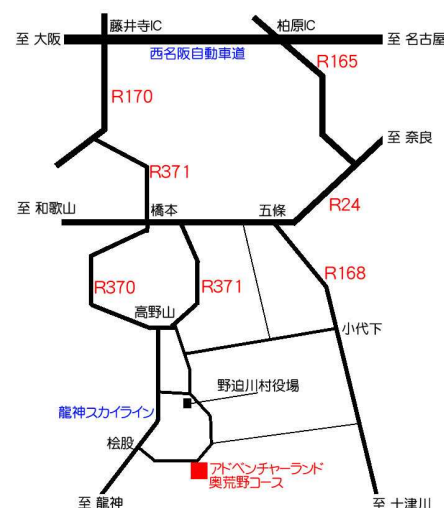 藤井寺IC
柏原IC
至 大阪
至 名古屋
西名阪自動車道
R165
R170
至 奈良
R371
R24
至 和歌山
橋本
五條
R370
R371
R168
高野山
小代下
野迫川村役場
龍神スカイライン
桧股
アドベンチャーランド
奥荒野コース
至 龍神
至 十津川